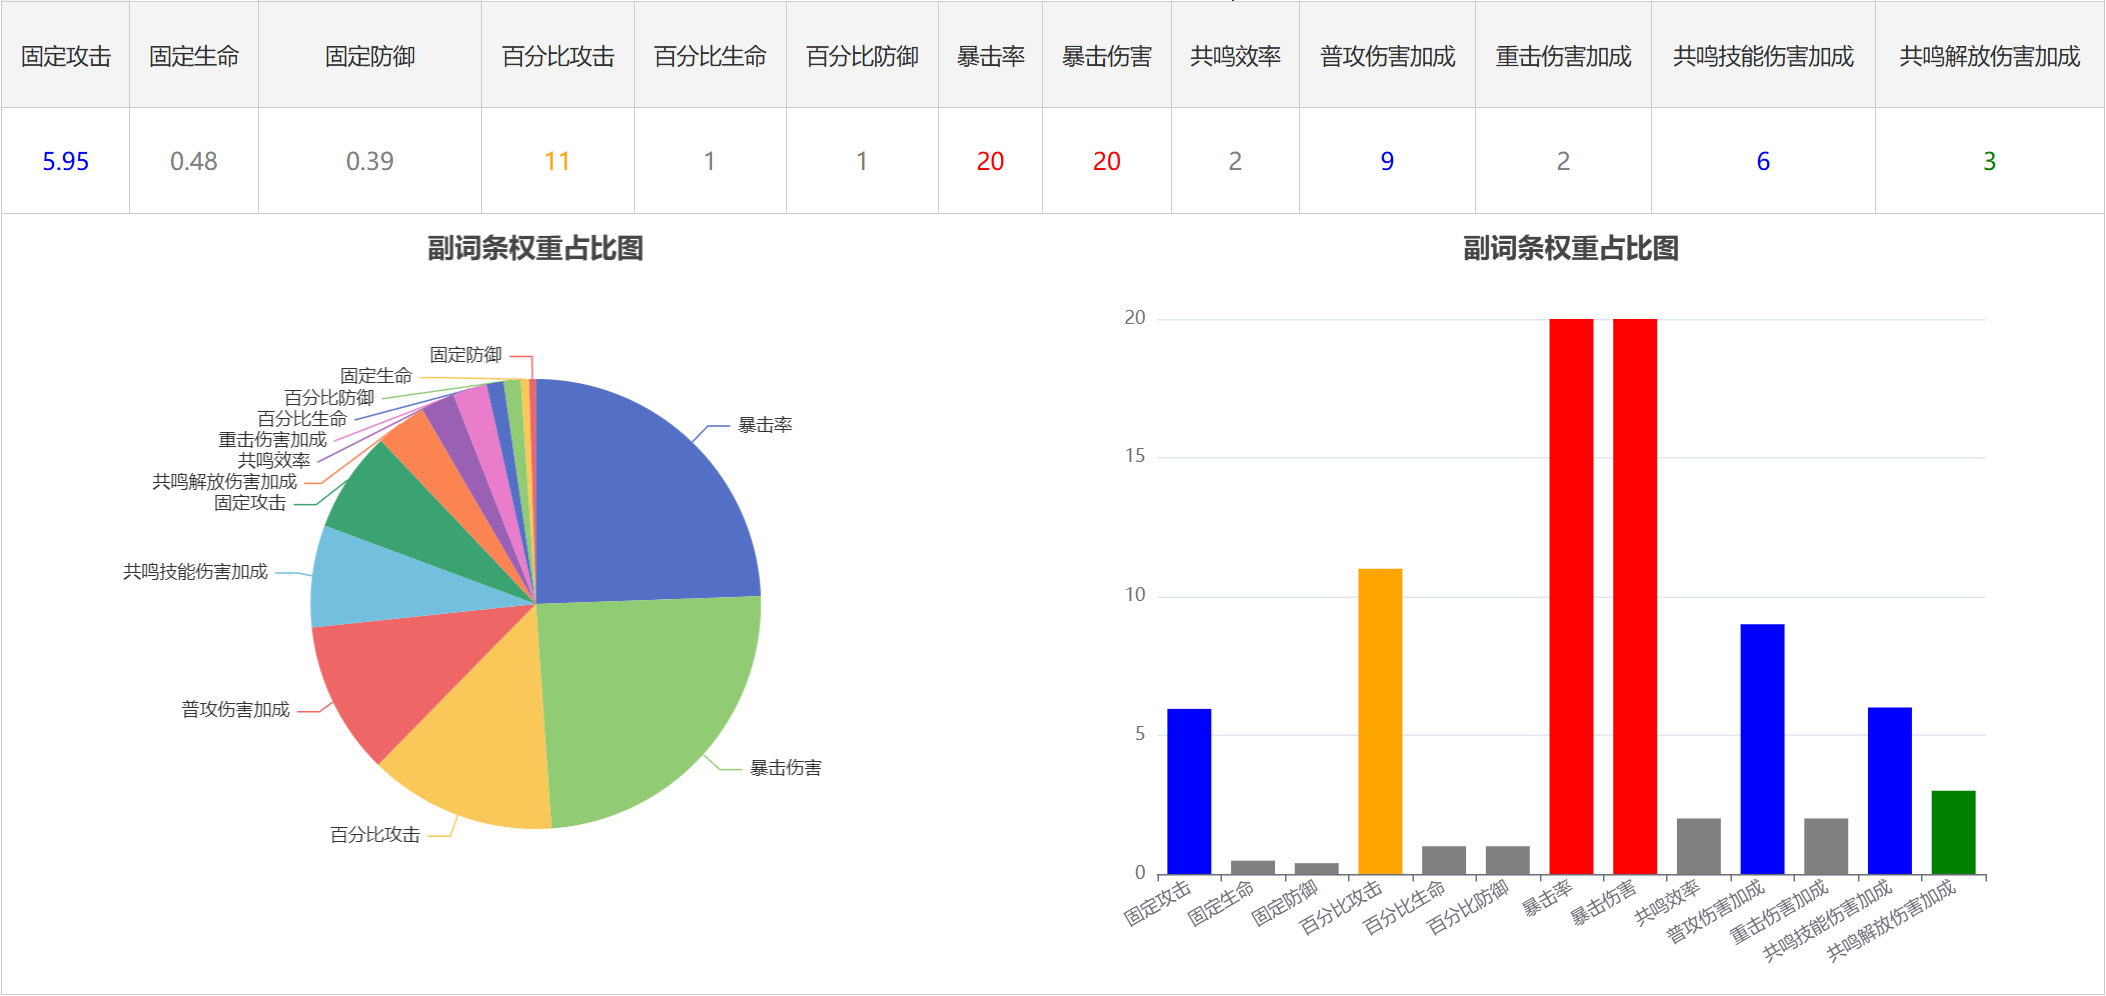 固定攻击 固定生命 固定防御 百分比攻击 百分比生命 百分比防御 暴击率 暴击伤害 共鸣效率 普攻伤害加成 重击伤害加成 共鸣技能伤害加成 共鸣解放伤害加成
5.95 0.48 0.39 11 1 1 20 20 2 9 2 6 3
副词条权重占比图
固定防御
固定生命
百分比防御
百分比生命
重击伤害加成
共鸣效率
共鸣解放伤害加成
固定攻击
共鸣技能伤害加成
普攻伤害加成
百分比攻击
暴击率
暴击伤害
副词条权重占比图
20
15
10
5
0
固定攻击
固定生命
固定防御
百分比攻击
百分比生命
百分比防御
暴击率
暴击伤害
共鸣效率
普攻伤害加成
重击伤害加成
共鸣技能伤害加成
共鸣解放伤害加成